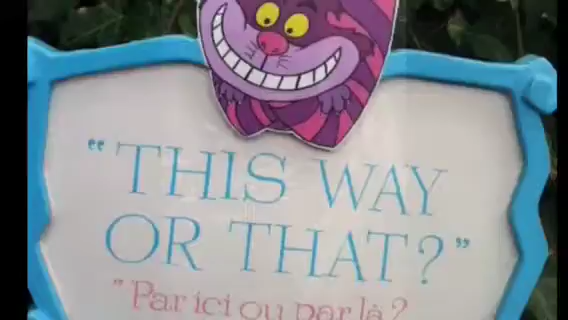 “THIS WAY
OR THAT?”
“Par ici ou par là?